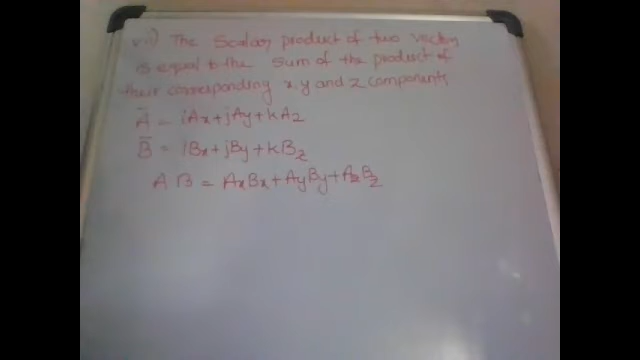 vii) The Scalar product of two vectors
is equal to the sum of the product of
their corresponding x, y and z components
A̅ = iAx + jAy + kAz
B̅ = iBx + jBy + kBz
A B = AxBx + AyBy + AzBz